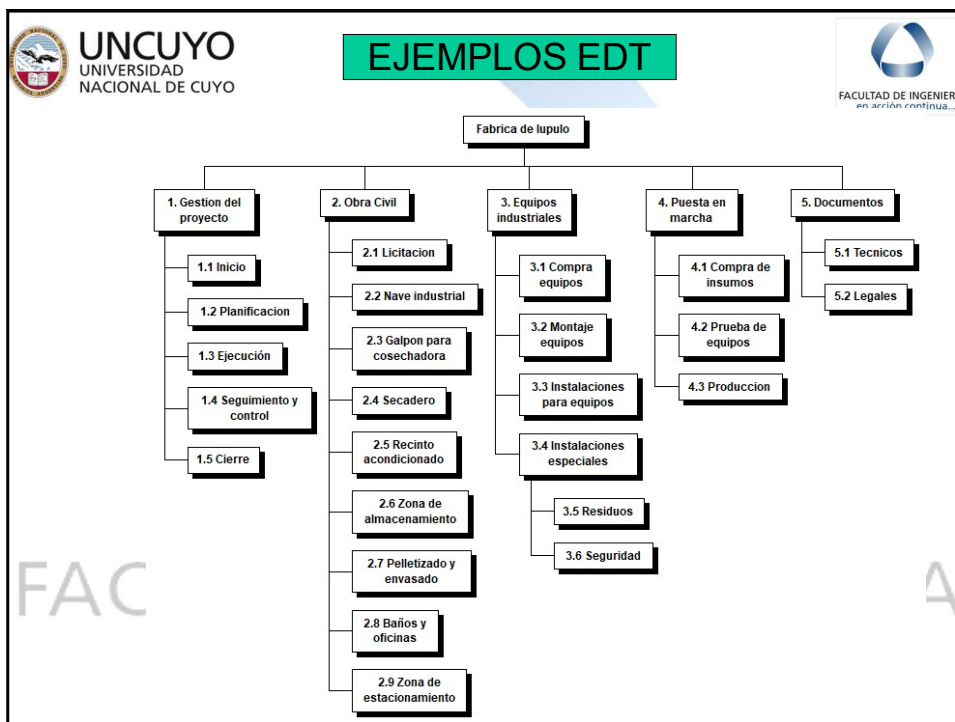 UNCUYO
UNIVERSIDAD
NACIONAL DE CUYO
EJEMPLOS EDT
FACULTAD DE INGENIER
en acción continua...
Fabrica de lupulo
1. Gestion del
proyecto
1.1 Inicio
1.2 Planificacion
1.3 Ejecución
1.4 Seguimiento y
control
1.5 Cierre
2. Obra Civil
2.1 Licitacion
2.2 Nave industrial
2.3 Galpon para
cosechadora
2.4 Secadero
2.5 Recinto
acondicionado
2.6 Zona de
almacenamiento
2.7 Pelletizado y
envasado
2.8 Baños y
oficinas
2.9 Zona de
estacionamiento
3. Equipos
industriales
3.1 Compra
equipos
3.2 Montaje
equipos
3.3 Instalaciones
para equipos
3.4 Instalaciones
especiales
3.5 Residuos
3.6 Seguridad
4. Puesta en
marcha
4.1 Compra de
insumos
4.2 Prueba de
equipos
4.3 Produccion
5. Documentos
5.1 Tecnicos
5.2 Legales
FAC
A